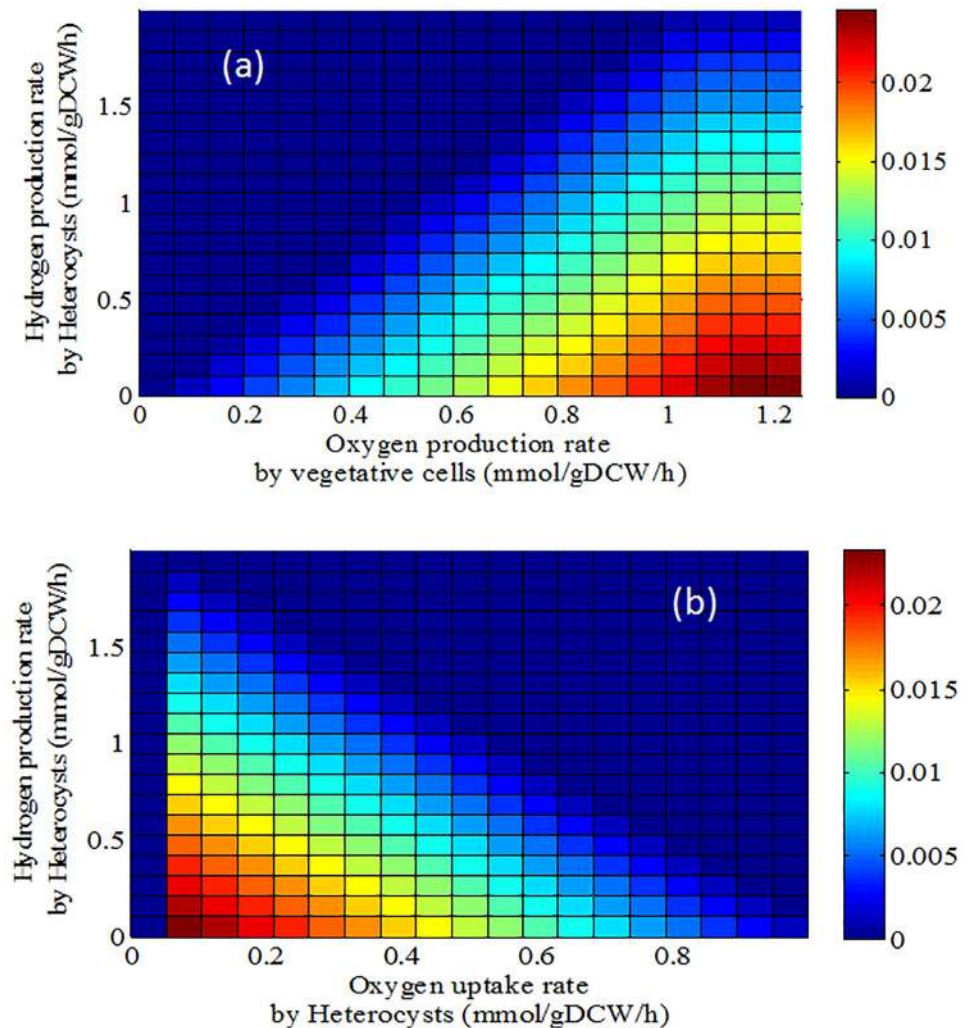 (a)
Hydrogen production rate
by Heterocysts (mmol/gDCW/h)
1.5
1
0.5
0
0 0.2 0.4 0.6 0.8 1 1.2
Oxygen production rate
by vegetative cells (mmol/gDCW/h)
0.02
0.015
0.01
0.005
0
(b)
Hydrogen production rate
by Heterocysts (mmol/gDCW/h)
1.5
1
0.5
0
0 0.2 0.4 0.6 0.8
Oxygen uptake rate
by Heterocysts (mmol/gDCW/h)
0.02
0.015
0.01
0.005
0